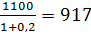 1100/(1+0,2) = 917